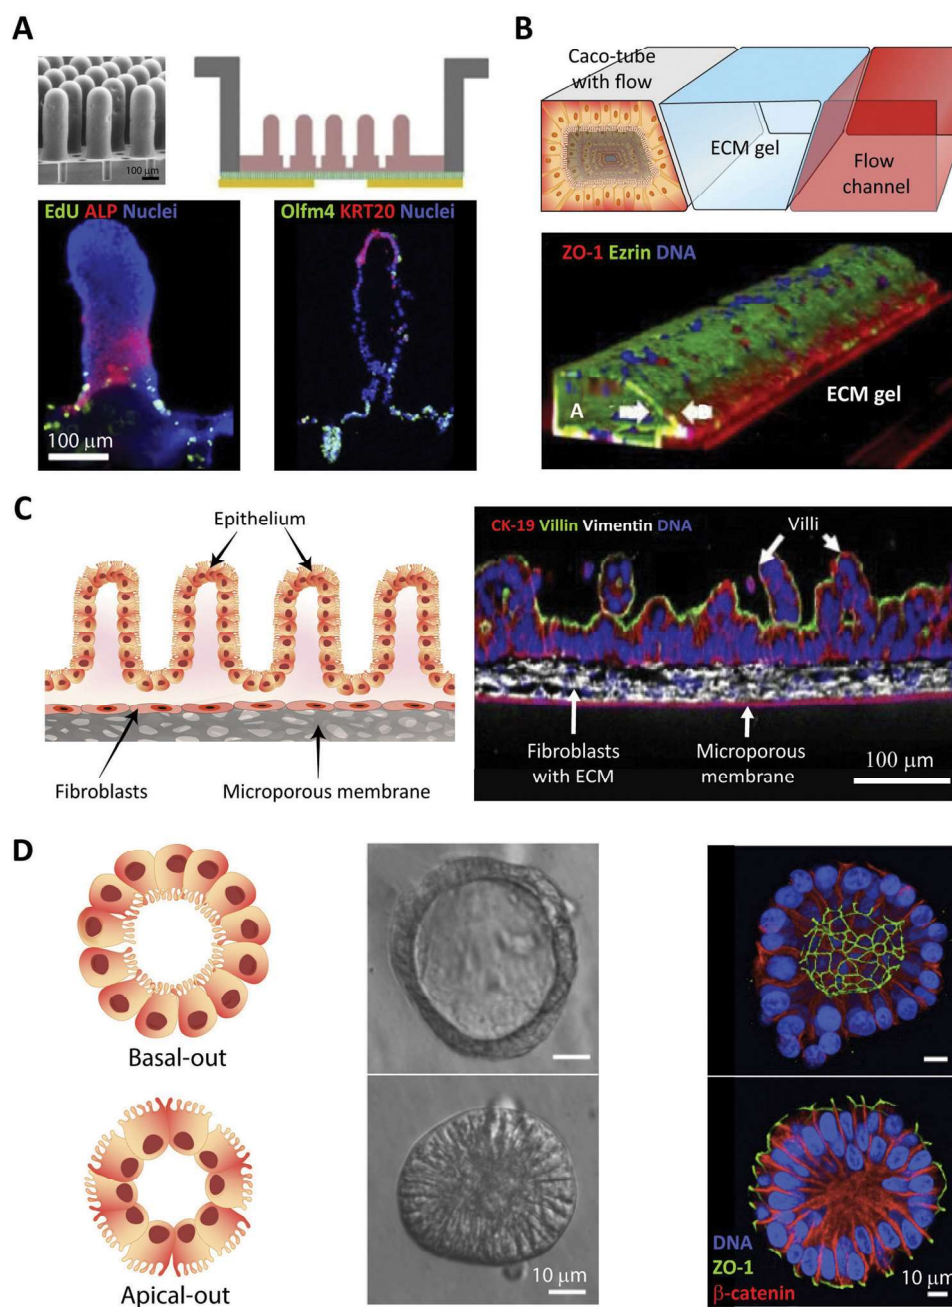 A
100 μm
EdU ALP Nuclei
100 μm
Olfm4 KRT20 Nuclei
B
Caco-tube
with flow
ECM gel
Flow
channel
ZO-1 Ezrin DNA
A
B
ECM gel
C
Epithelium
Fibroblasts
Microporous membrane
CK-19 Villin Vimentin DNA
Villi
Fibroblasts
with ECM
Microporous
membrane
100 μm
D
Basal-out
Apical-out
10 μm
DNA
ZO-1
β-catenin
10 μm